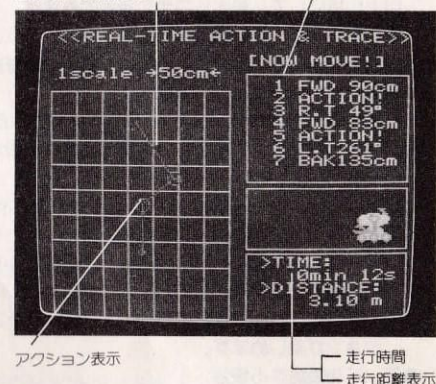 <<REAL-TIME ACTION & TRACE>>
1scale →50cm←
[NOW MOVE!]
1 FWD 90cm
2 ACTION!
3 R.T 49°
4 FWD 83cm
5 ACTION!
6 L.T261°
7 BAK135cm
>TIME:
0min 12s
>DISTANCE:
3.10 m
アクション表示
走行時間
走行距離表示